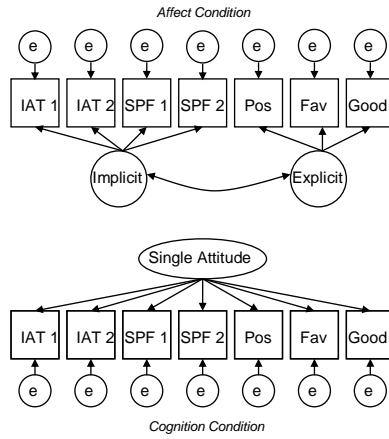 Affect Condition
e e e e e e e
IAT 1 IAT 2 SPF 1 SPF 2 Pos Fav Good
Implicit Explicit
Single Attitude
IAT 1 IAT 2 SPF 1 SPF 2 Pos Fav Good
e e e e e e e
Cognition Condition